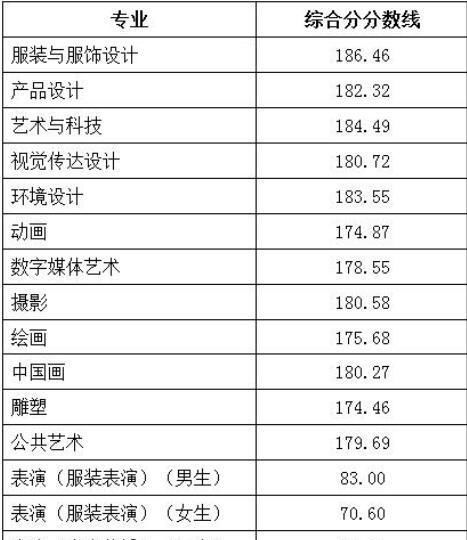 专业 综合分分数线
服装与服饰设计 186.46
产品设计 182.32
艺术与科技 184.49
视觉传达设计 180.72
环境设计 183.55
动画 174.87
数字媒体艺术 178.55
摄影 180.58
绘画 175.68
中国画 180.27
雕塑 174.46
公共艺术 179.69
表演（服装表演）（男生） 83.00
表演（服装表演）（女生） 70.60